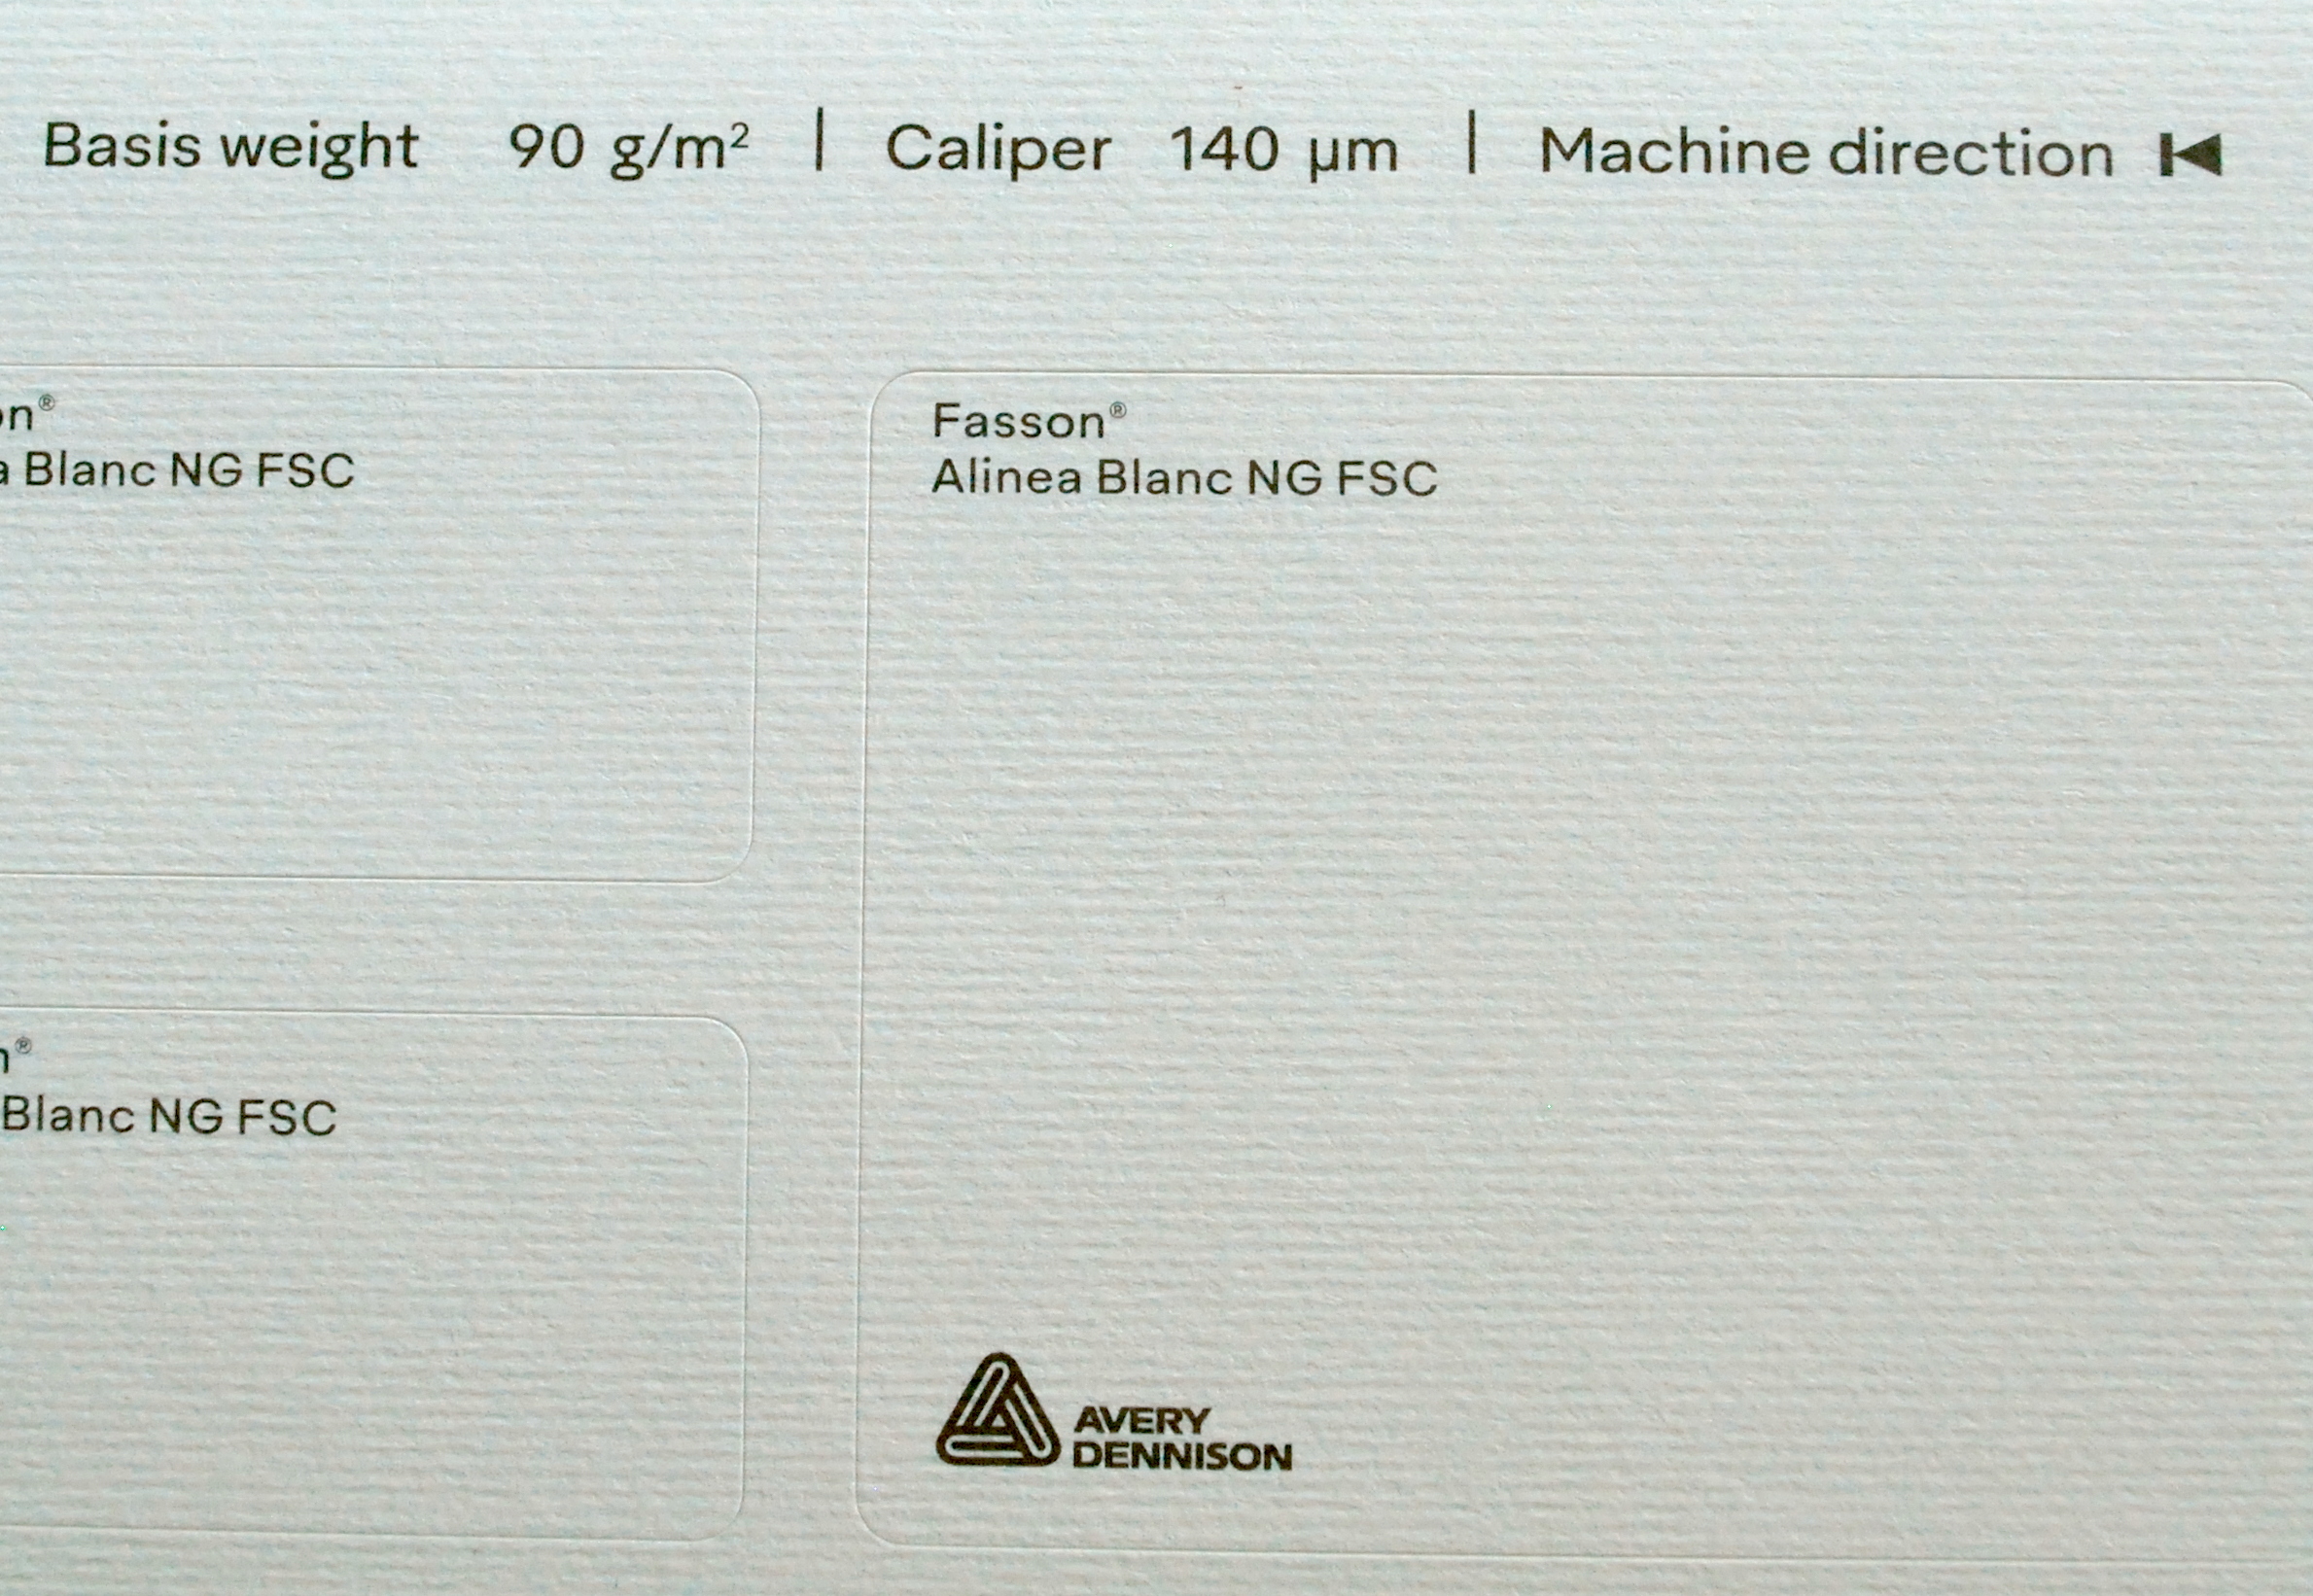 Basis weight 90 g/m² | Caliper 140 µm | Machine direction
Blanc NG FSC
Fasson®
Alinea Blanc NG FSC
Blanc NG FSC
AVERY
DENNISON